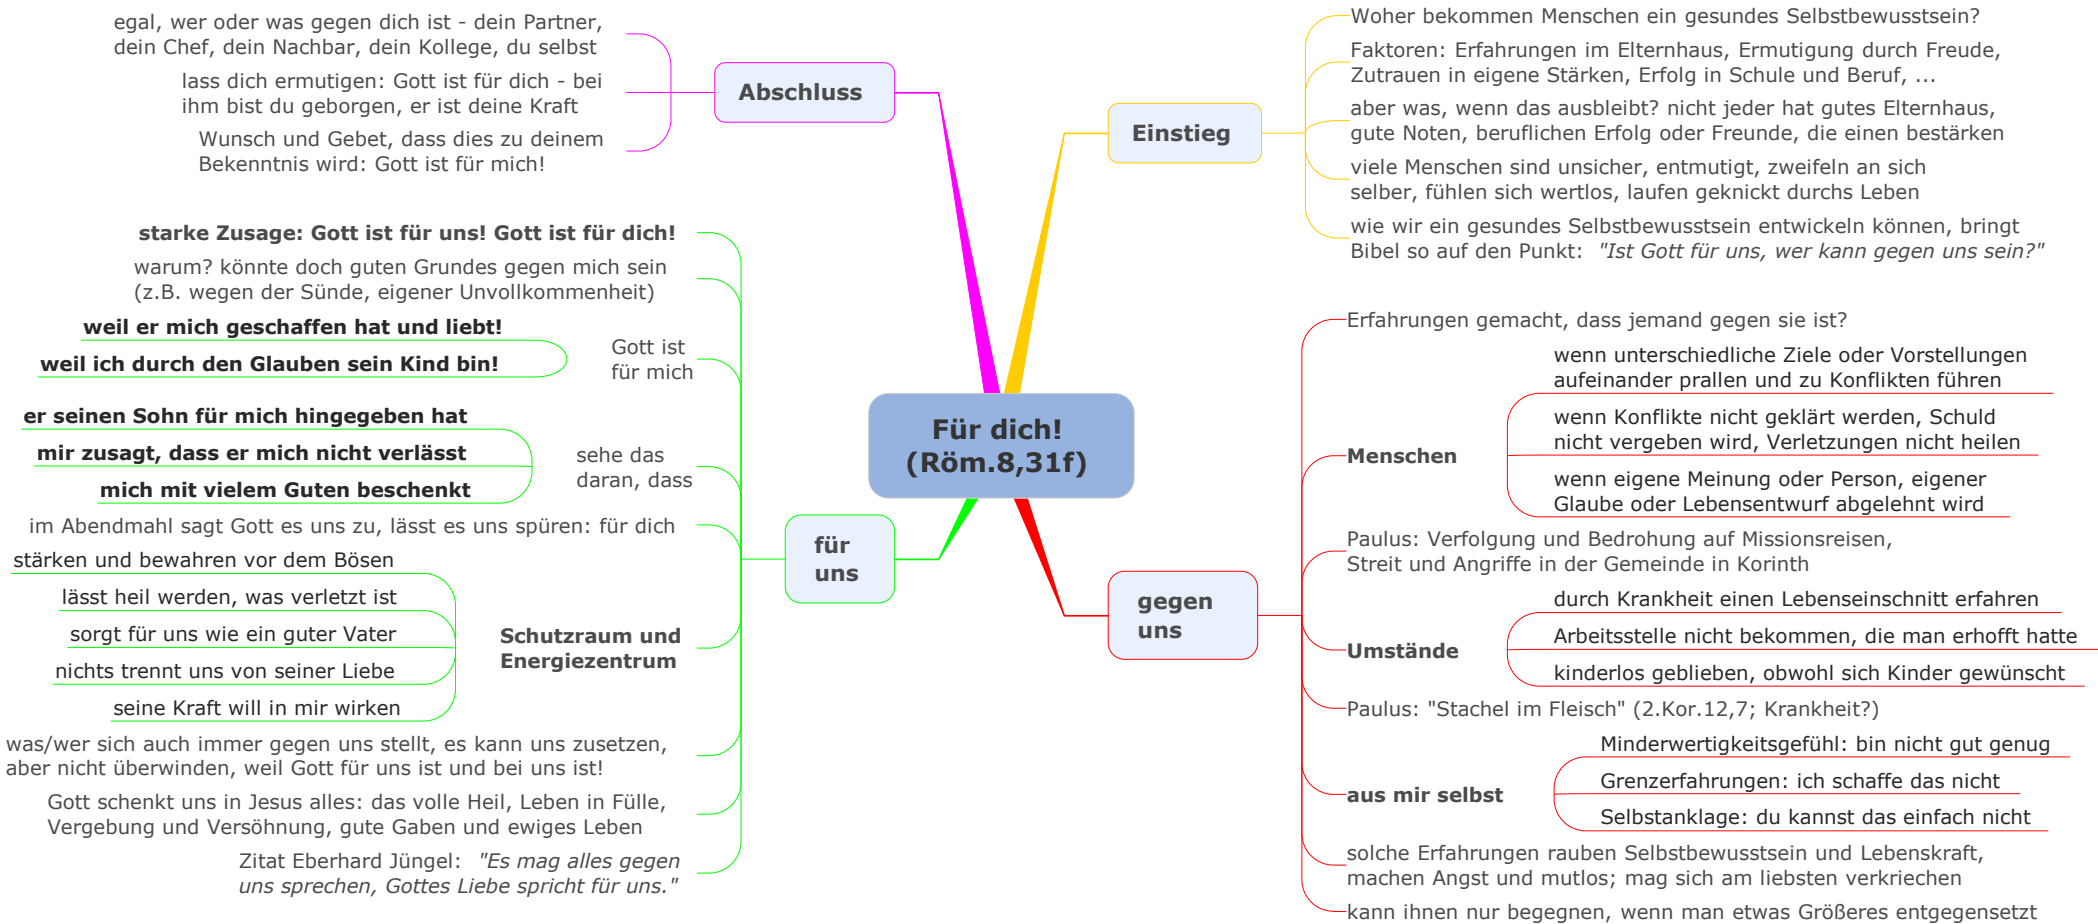 Für dich!
(Röm.8,31f)
Einstieg
Woher bekommen Menschen ein gesundes Selbstbewusstsein?
Faktoren: Erfahrungen im Elternhaus, Ermutigung durch Freude,
Zutrauen in eigene Stärken, Erfolg in Schule und Beruf, ...
aber was, wenn das ausbleibt? nicht jeder hat gutes Elternhaus,
gute Noten, beruflichen Erfolg oder Freunde, die einen bestärken
viele Menschen sind unsicher, entmutigt, zweifeln an sich
selber, fühlen sich wertlos, laufen geknickt durchs Leben
wie wir ein gesundes Selbstbewusstsein entwickeln können, bringt
Bibel so auf den Punkt: "Ist Gott für uns, wer kann gegen uns sein?"
gegen
uns
Erfahrungen gemacht, dass jemand gegen sie ist?
Menschen
wenn unterschiedliche Ziele oder Vorstellungen
aufeinander prallen und zu Konflikten führen
wenn Konflikte nicht geklärt werden, Schuld
nicht vergeben wird, Verletzungen nicht heilen
wenn eigene Meinung oder Person, eigener
Glaube oder Lebensentwurf abgelehnt wird
Paulus: Verfolgung und Bedrohung auf Missionsreisen,
Streit und Angriffe in der Gemeinde in Korinth
Umstände
durch Krankheit einen Lebenseinschnitt erfahren
Arbeitsstelle nicht bekommen, die man erhofft hatte
kinderlos geblieben, obwohl sich Kinder gewünscht
Paulus: "Stachel im Fleisch" (2.Kor.12,7; Krankheit?)
aus mir selbst
Minderwertigkeitsgefühl: bin nicht gut genug
Grenzerfahrungen: ich schaffe das nicht
Selbstanklage: du kannst das einfach nicht
solche Erfahrungen rauben Selbstbewusstsein und Lebenskraft,
machen Angst und mutlos; mag sich am liebsten verkriechen
kann ihnen nur begegnen, wenn man etwas Größeres entgegensetzt
für
uns
starke Zusage: Gott ist für uns! Gott ist für dich!
warum? könnte doch guten Grundes gegen mich sein
(z.B. wegen der Sünde, eigener Unvollkommenheit)
Gott ist
für mich
weil er mich geschaffen hat und liebt!
weil ich durch den Glauben sein Kind bin!
sehe das
daran, dass
er seinen Sohn für mich hingegeben hat
mir zusagt, dass er mich nicht verlässt
mich mit vielem Guten beschenkt
im Abendmahl sagt Gott es uns zu, lässt es uns spüren: für dich
Schutzraum und
Energiezentrum
stärken und bewahren vor dem Bösen
lässt heil werden, was verletzt ist
sorgt für uns wie ein guter Vater
nichts trennt uns von seiner Liebe
seine Kraft will in mir wirken
was/wer sich auch immer gegen uns stellt, es kann uns zusetzen,
aber nicht überwinden, weil Gott für uns ist und bei uns ist!
Gott schenkt uns in Jesus alles: das volle Heil, Leben in Fülle,
Vergebung und Versöhnung, gute Gaben und ewiges Leben
Zitat Eberhard Jüngel: "Es mag alles gegen
uns sprechen, Gottes Liebe spricht für uns."
Abschluss
egal, wer oder was gegen dich ist - dein Partner,
dein Chef, dein Nachbar, dein Kollege, du selbst
lass dich ermutigen: Gott ist für dich - bei
ihm bist du geborgen, er ist deine Kraft
Wunsch und Gebet, dass dies zu deinem
Bekenntnis wird: Gott ist für mich!